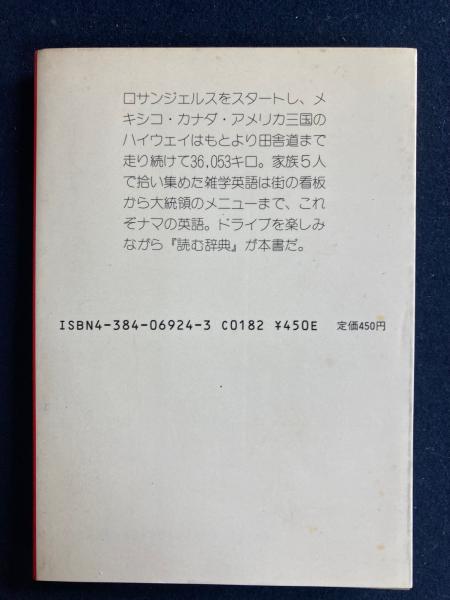 ロサンジェルスをスタートし、メ
キシコ・カナダ・アメリカ三国の
ハイウェイはもとより田舎道まで
走り続けて36,053キロ。家族5人
で拾い集めた雑学英語は街の看板
から大統領のメニューまで、これ
ぞナマの英語。ドライブを楽しみ
ながら『読む辞典』が本書だ。
ISBN4-384-06924-3 C0182 ¥450E 定価450円